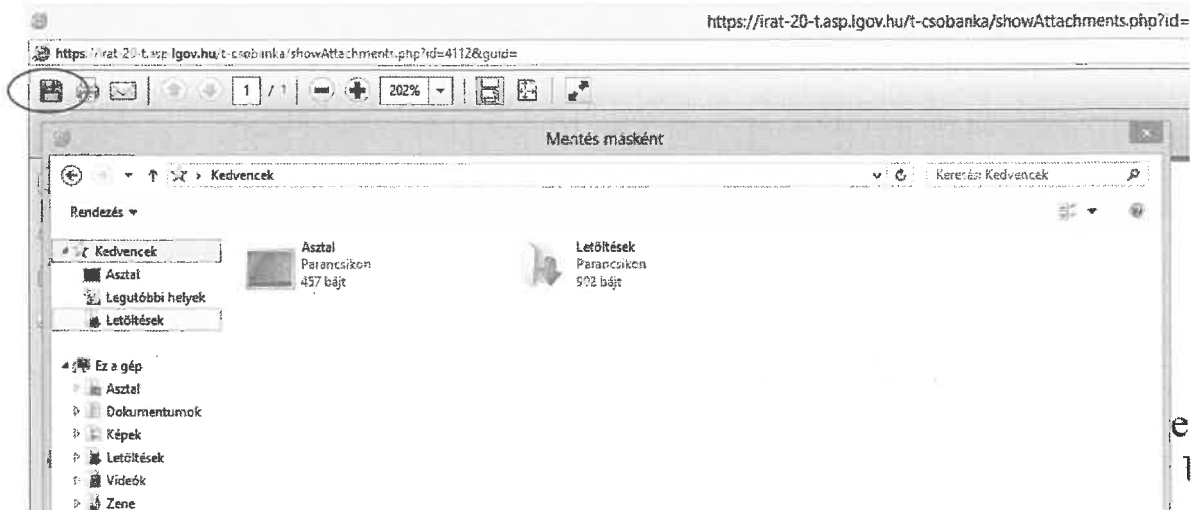 https://irat-20-t.asp.lgov.hu/t-csobanka/showAttachments.php?id=
https://irat-20-t.asp.lgov.hu/t-csobanka/showAttachments.php?id=4112&guid=
1 / 1 202%
Mentés másként
Kedvencek Keresés: Kedvencek
Rendezés
Kedvencek
Asztal
Legutóbbi helyek
Letöltések
Asztal
Parancsikon
457 bájt
Letöltések
Parancsikon
Ez a gép
Asztal
Dokumentumok
Képek
Letöltések
Videók
Zene
e